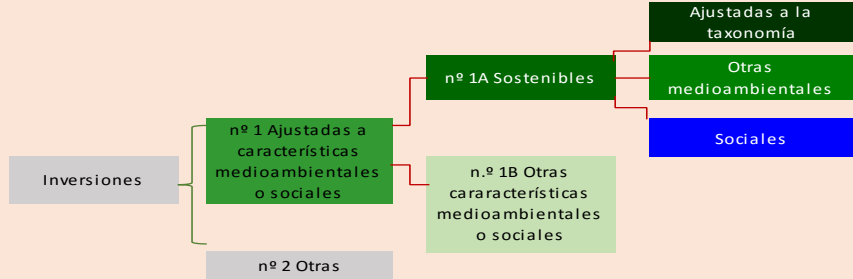 Ajustadas a la
taxonomía
nº 1A Sostenibles
Otras
medioambientales
nº 1 Ajustadas a
características
medioambientales
o sociales
Sociales
Inversiones
n.º 1B Otras
cararacterísticas
medioambientales
o sociales
nº 2 Otras